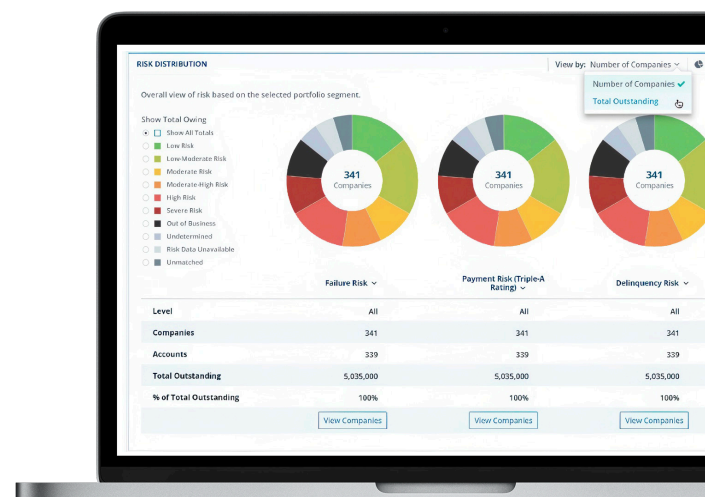 RISK DISTRIBUTION
View by: Number of Companies
Number of Companies
Total Outstanding
Overall view of risk based on the selected portfolio segment.
Show Total Owing
Show All Totals
Low Risk
Low-Moderate Risk
Moderate Risk
Moderate-High Risk
High Risk
Severe Risk
Out of Business
Undetermined
Risk Data Unavailable
Unmatched
341
Companies
341
Companies
341
Companies
Failure Risk
Payment Risk (Triple-A
Rating)
Delinquency Risk
Level All All All
Companies 341 341 341
Accounts 339 339 339
Total Outstanding 5,035,000 5,035,000 5,035,000
% of Total Outstanding 100% 100% 100%
View Companies View Companies View Companies